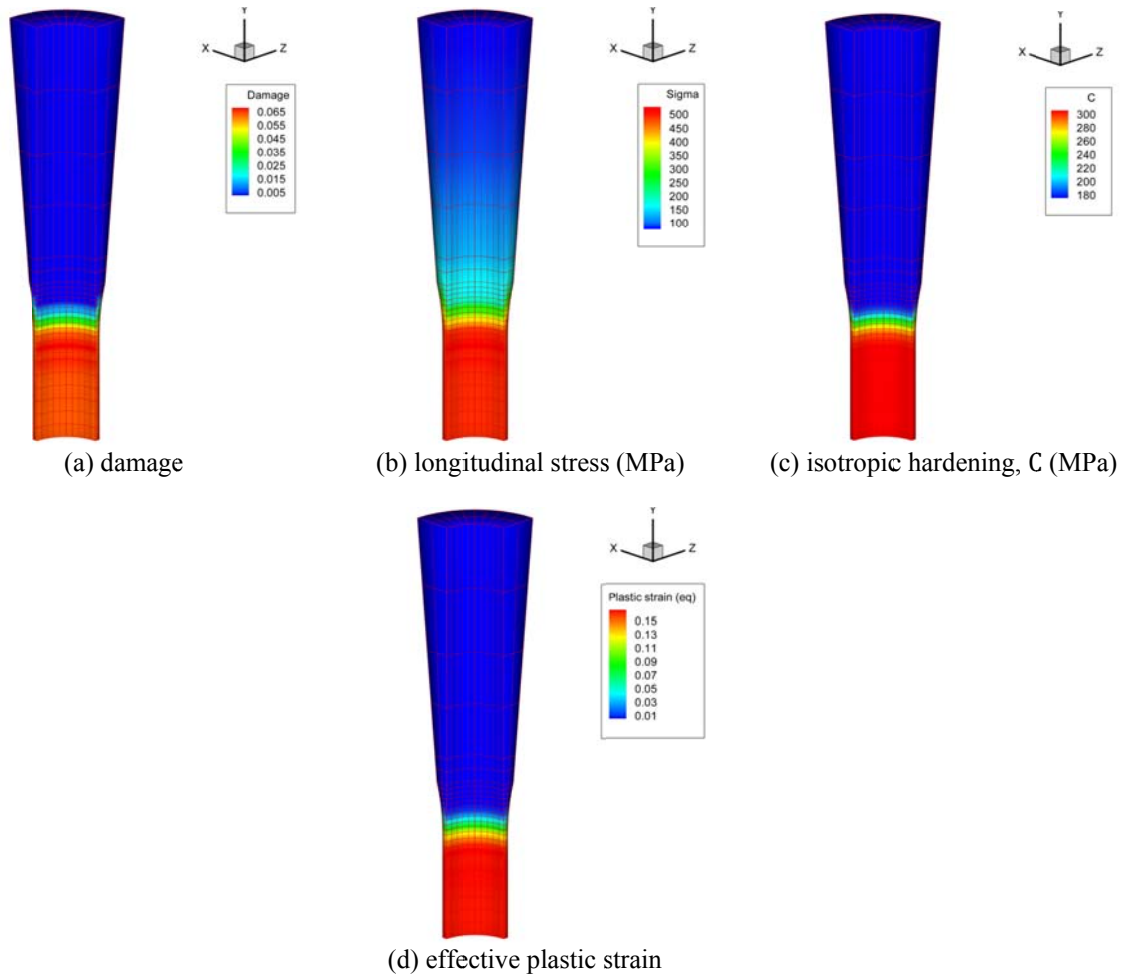 Y
X
Z
Damage
0.065
0.055
0.045
0.035
0.025
0.015
0.005
(a) damage
Y
X
Z
Sigma
500
450
400
350
300
250
200
150
100
(b) longitudinal stress (MPa)
Y
X
Z
C
300
280
260
240
220
200
180
(c) isotropic hardening, C (MPa)
Y
X
Z
Plastic strain (eq)
0.15
0.13
0.11
0.09
0.07
0.05
0.03
0.01
(d) effective plastic strain